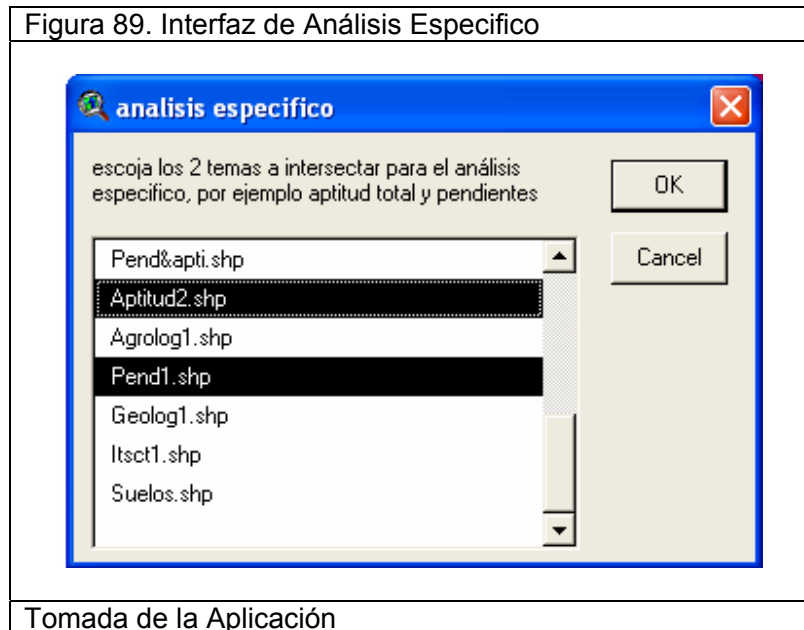 Figura 89. Interfaz de Análisis Especifico
analisis especifico
escoja los 2 temas a intersectar para el análisis
especifico, por ejemplo aptitud total y pendientes
OK
Cancel
Pend&apti.shp
Aptitud2.shp
Agrolog1.shp
Pend1.shp
Geolog1.shp
Itsct1.shp
Suelos.shp
Tomada de la Aplicación